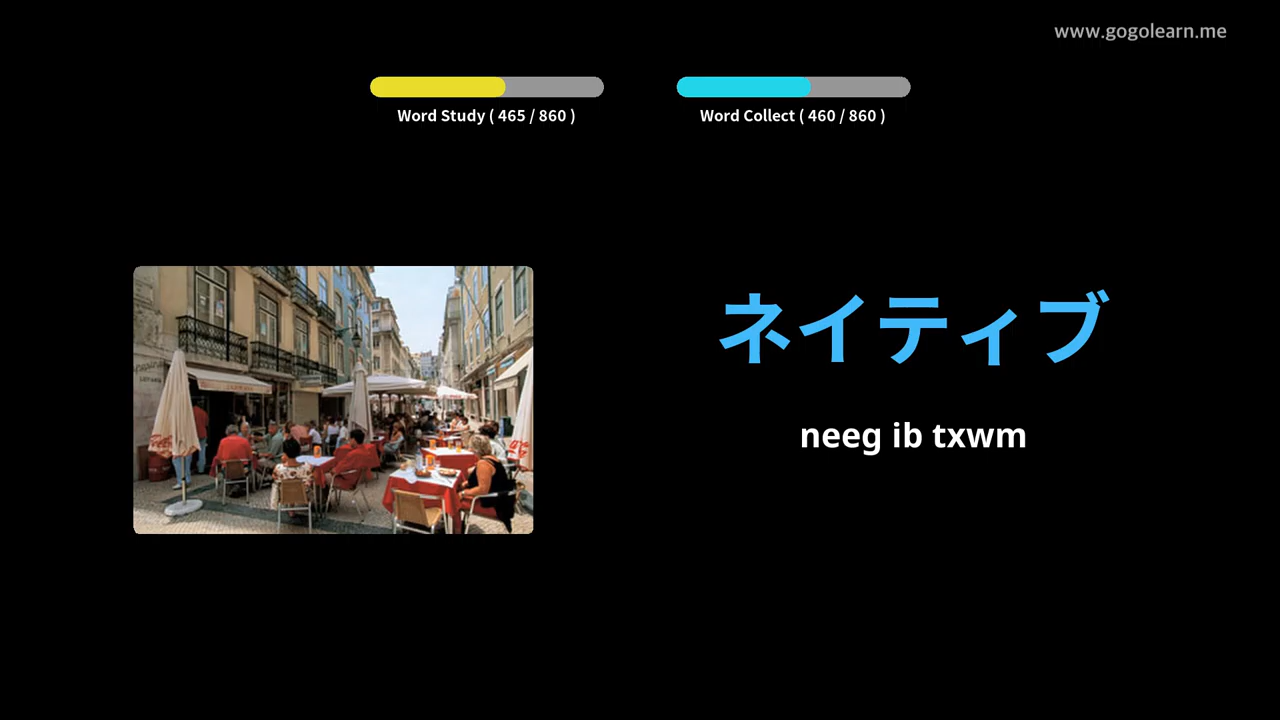 www.gogolearn.me
Word Study ( 465 / 860 )
Word Collect ( 460 / 860 )
ネイティブ
neeg ib txwm